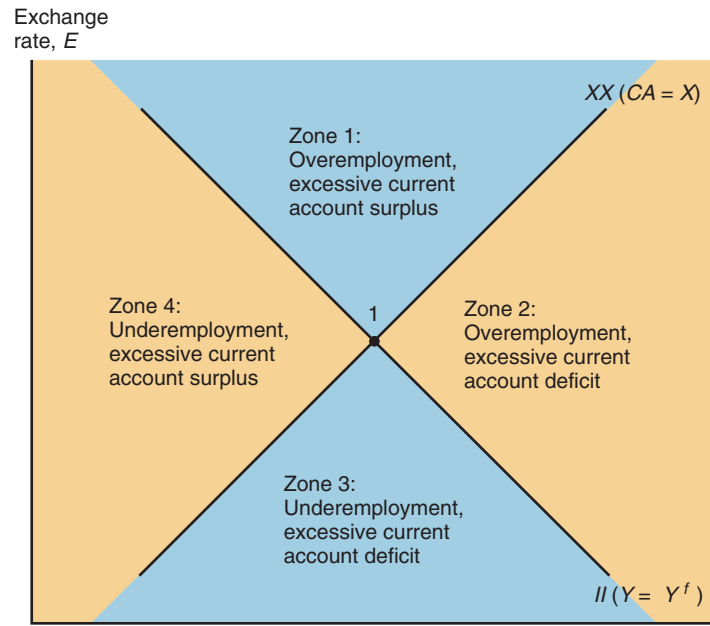 Exchange
rate, E
XX (CA = X)
Zone 1:
Overemployment,
excessive current
account surplus
Zone 4:
Underemployment,
excessive current
account surplus
1
Zone 2:
Overemployment,
excessive current
account deficit
Zone 3:
Underemployment,
excessive current
account deficit
II (Y = Y^f)